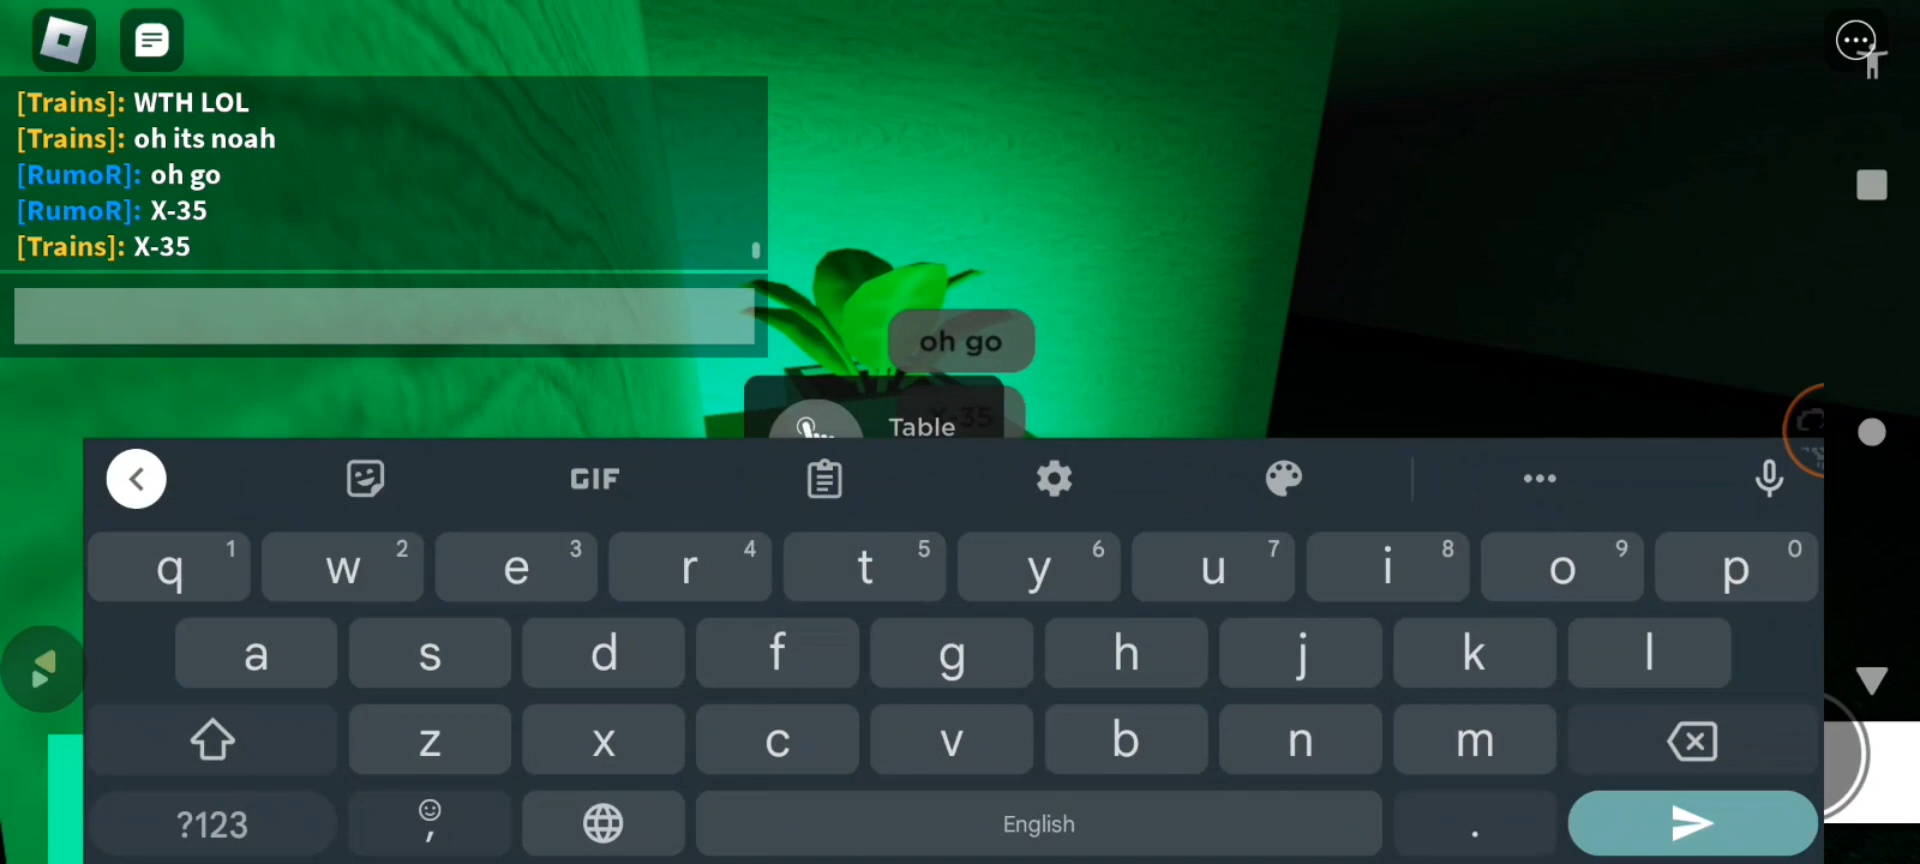 [Trains]: WTH LOL
[Trains]: oh its noah
[RumoR]: oh go
[RumoR]: X-35
[Trains]: X-35
oh go
X-35
Table
GIF
q 1 w 2 e 3 r 4 t 5 y 6 u 7 i 8 o 9 p 0
a s d f g h j k l
z x c v b n m
?123 , English .